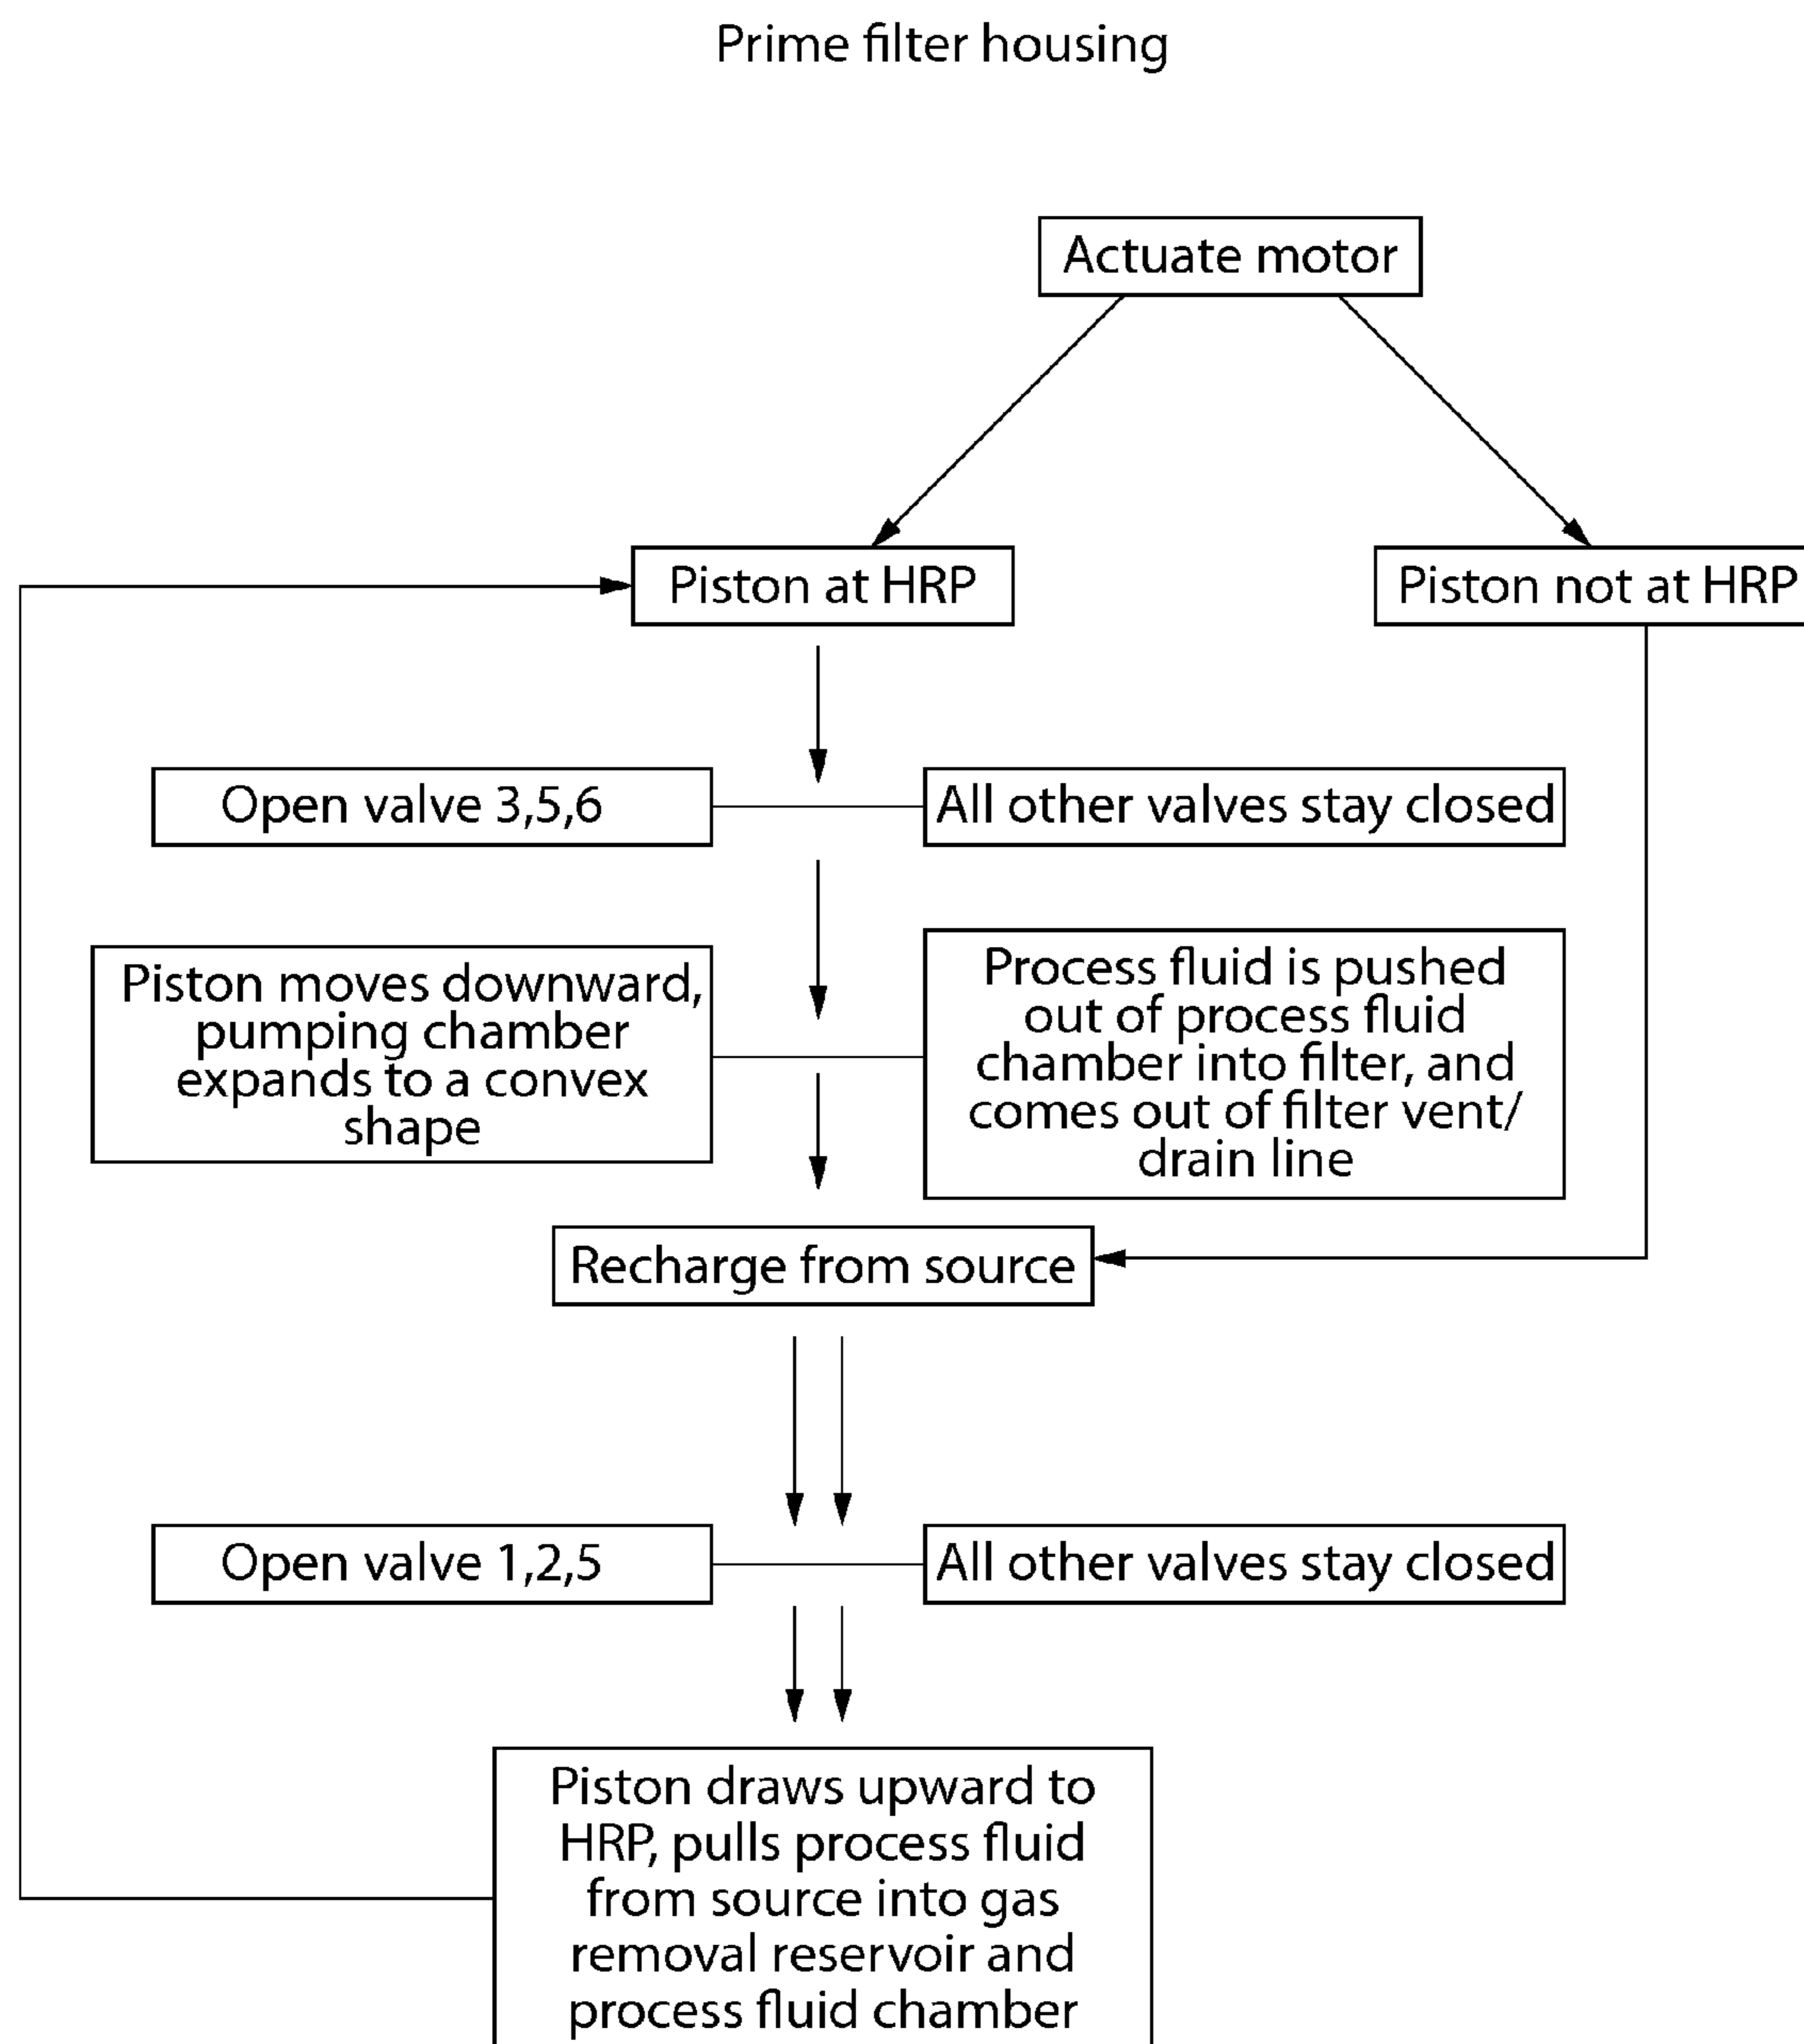 Prime filter housing
Actuate motor
Piston at HRP
Piston not at HRP
Open valve 3,5,6
All other valves stay closed
Piston moves downward,
pumping chamber
expands to a convex
shape
Process fluid is pushed
out of process fluid
chamber into filter, and
comes out of filter vent/
drain line
Recharge from source
Open valve 1,2,5
All other valves stay closed
Piston draws upward to
HRP, pulls process fluid
from source into gas
removal reservoir and
process fluid chamber